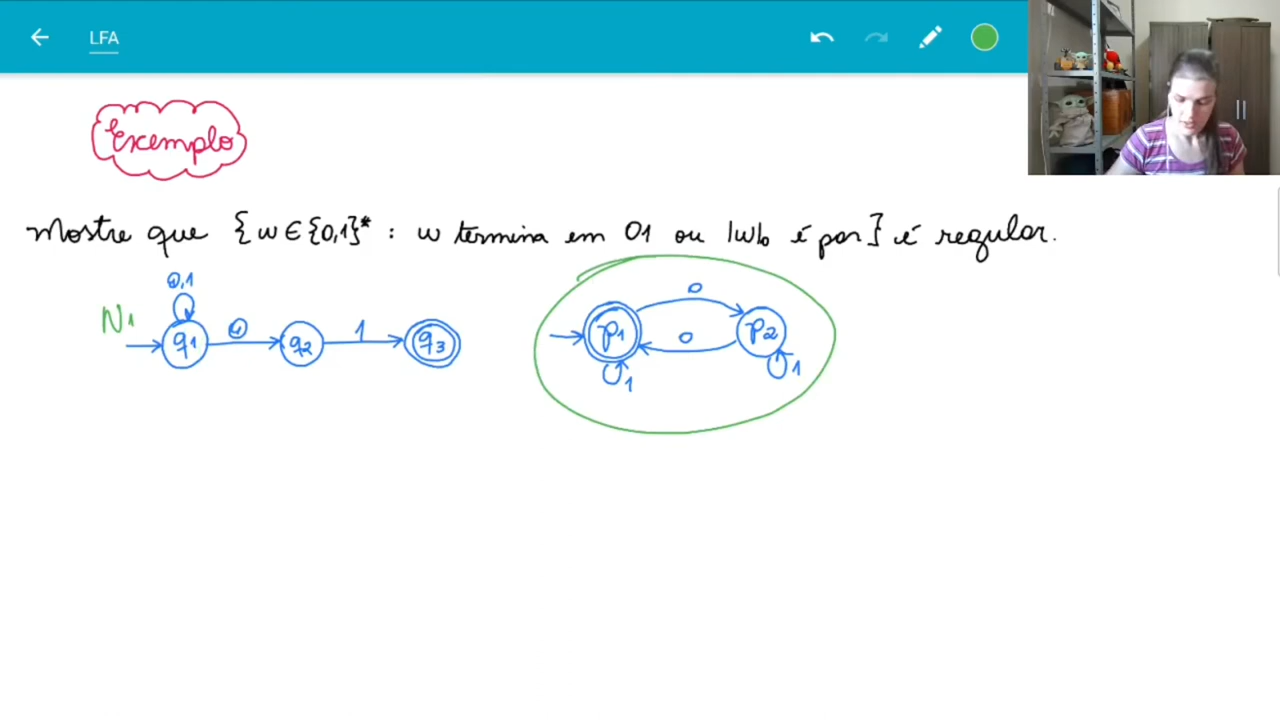 LFA
Exemplo
Mostre que {w ∈ {0,1}* : w termina em 01 ou |w|₀ é par} é regular.
N1
0,1
q1 0 q2 1 q3
0
p1 0 p2
1 1